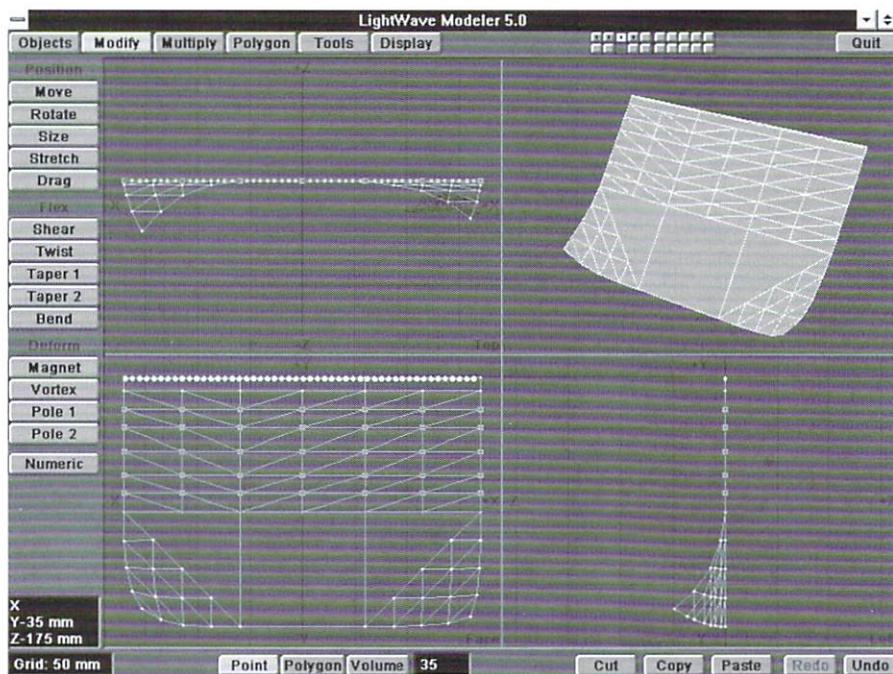 LightWave Modeler 5.0
Objects Modify Multiply Polygon Tools Display Quit
Position
Move
Rotate
Size
Stretch
Drag
Flex
Shear
Twist
Taper 1
Taper 2
Bend
Deform
Magnet
Vortex
Pole 1
Pole 2
Numeric
X
Y-35 mm
Z-175 mm
Grid: 50 mm Point Polygon Volume 35 Cut Copy Paste Redo Undo
+Z
X
-Z
Top
+Y
-Y
Face
+Y
-Z